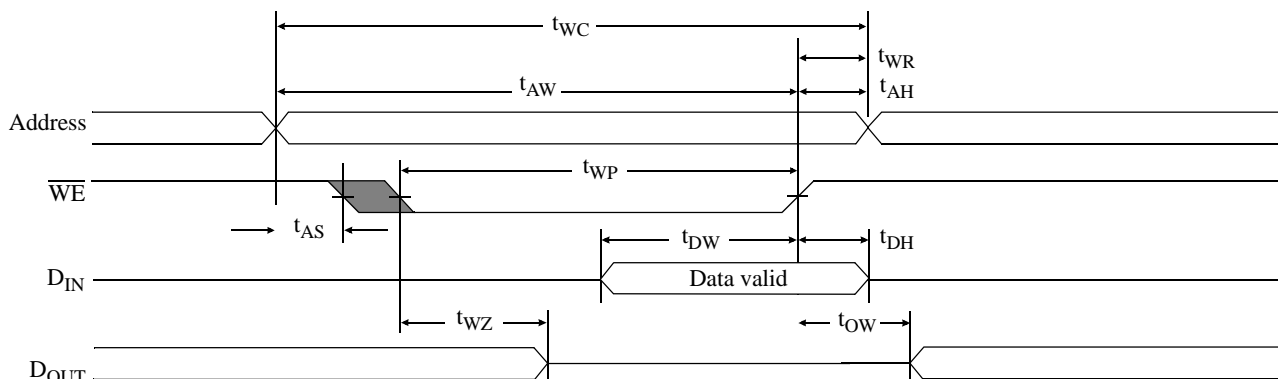 tWC
tWR
tAW
tAH
Address
tWP
WE
tAS
tDW
tDH
DIN
Data valid
tWZ
tOW
DOUT